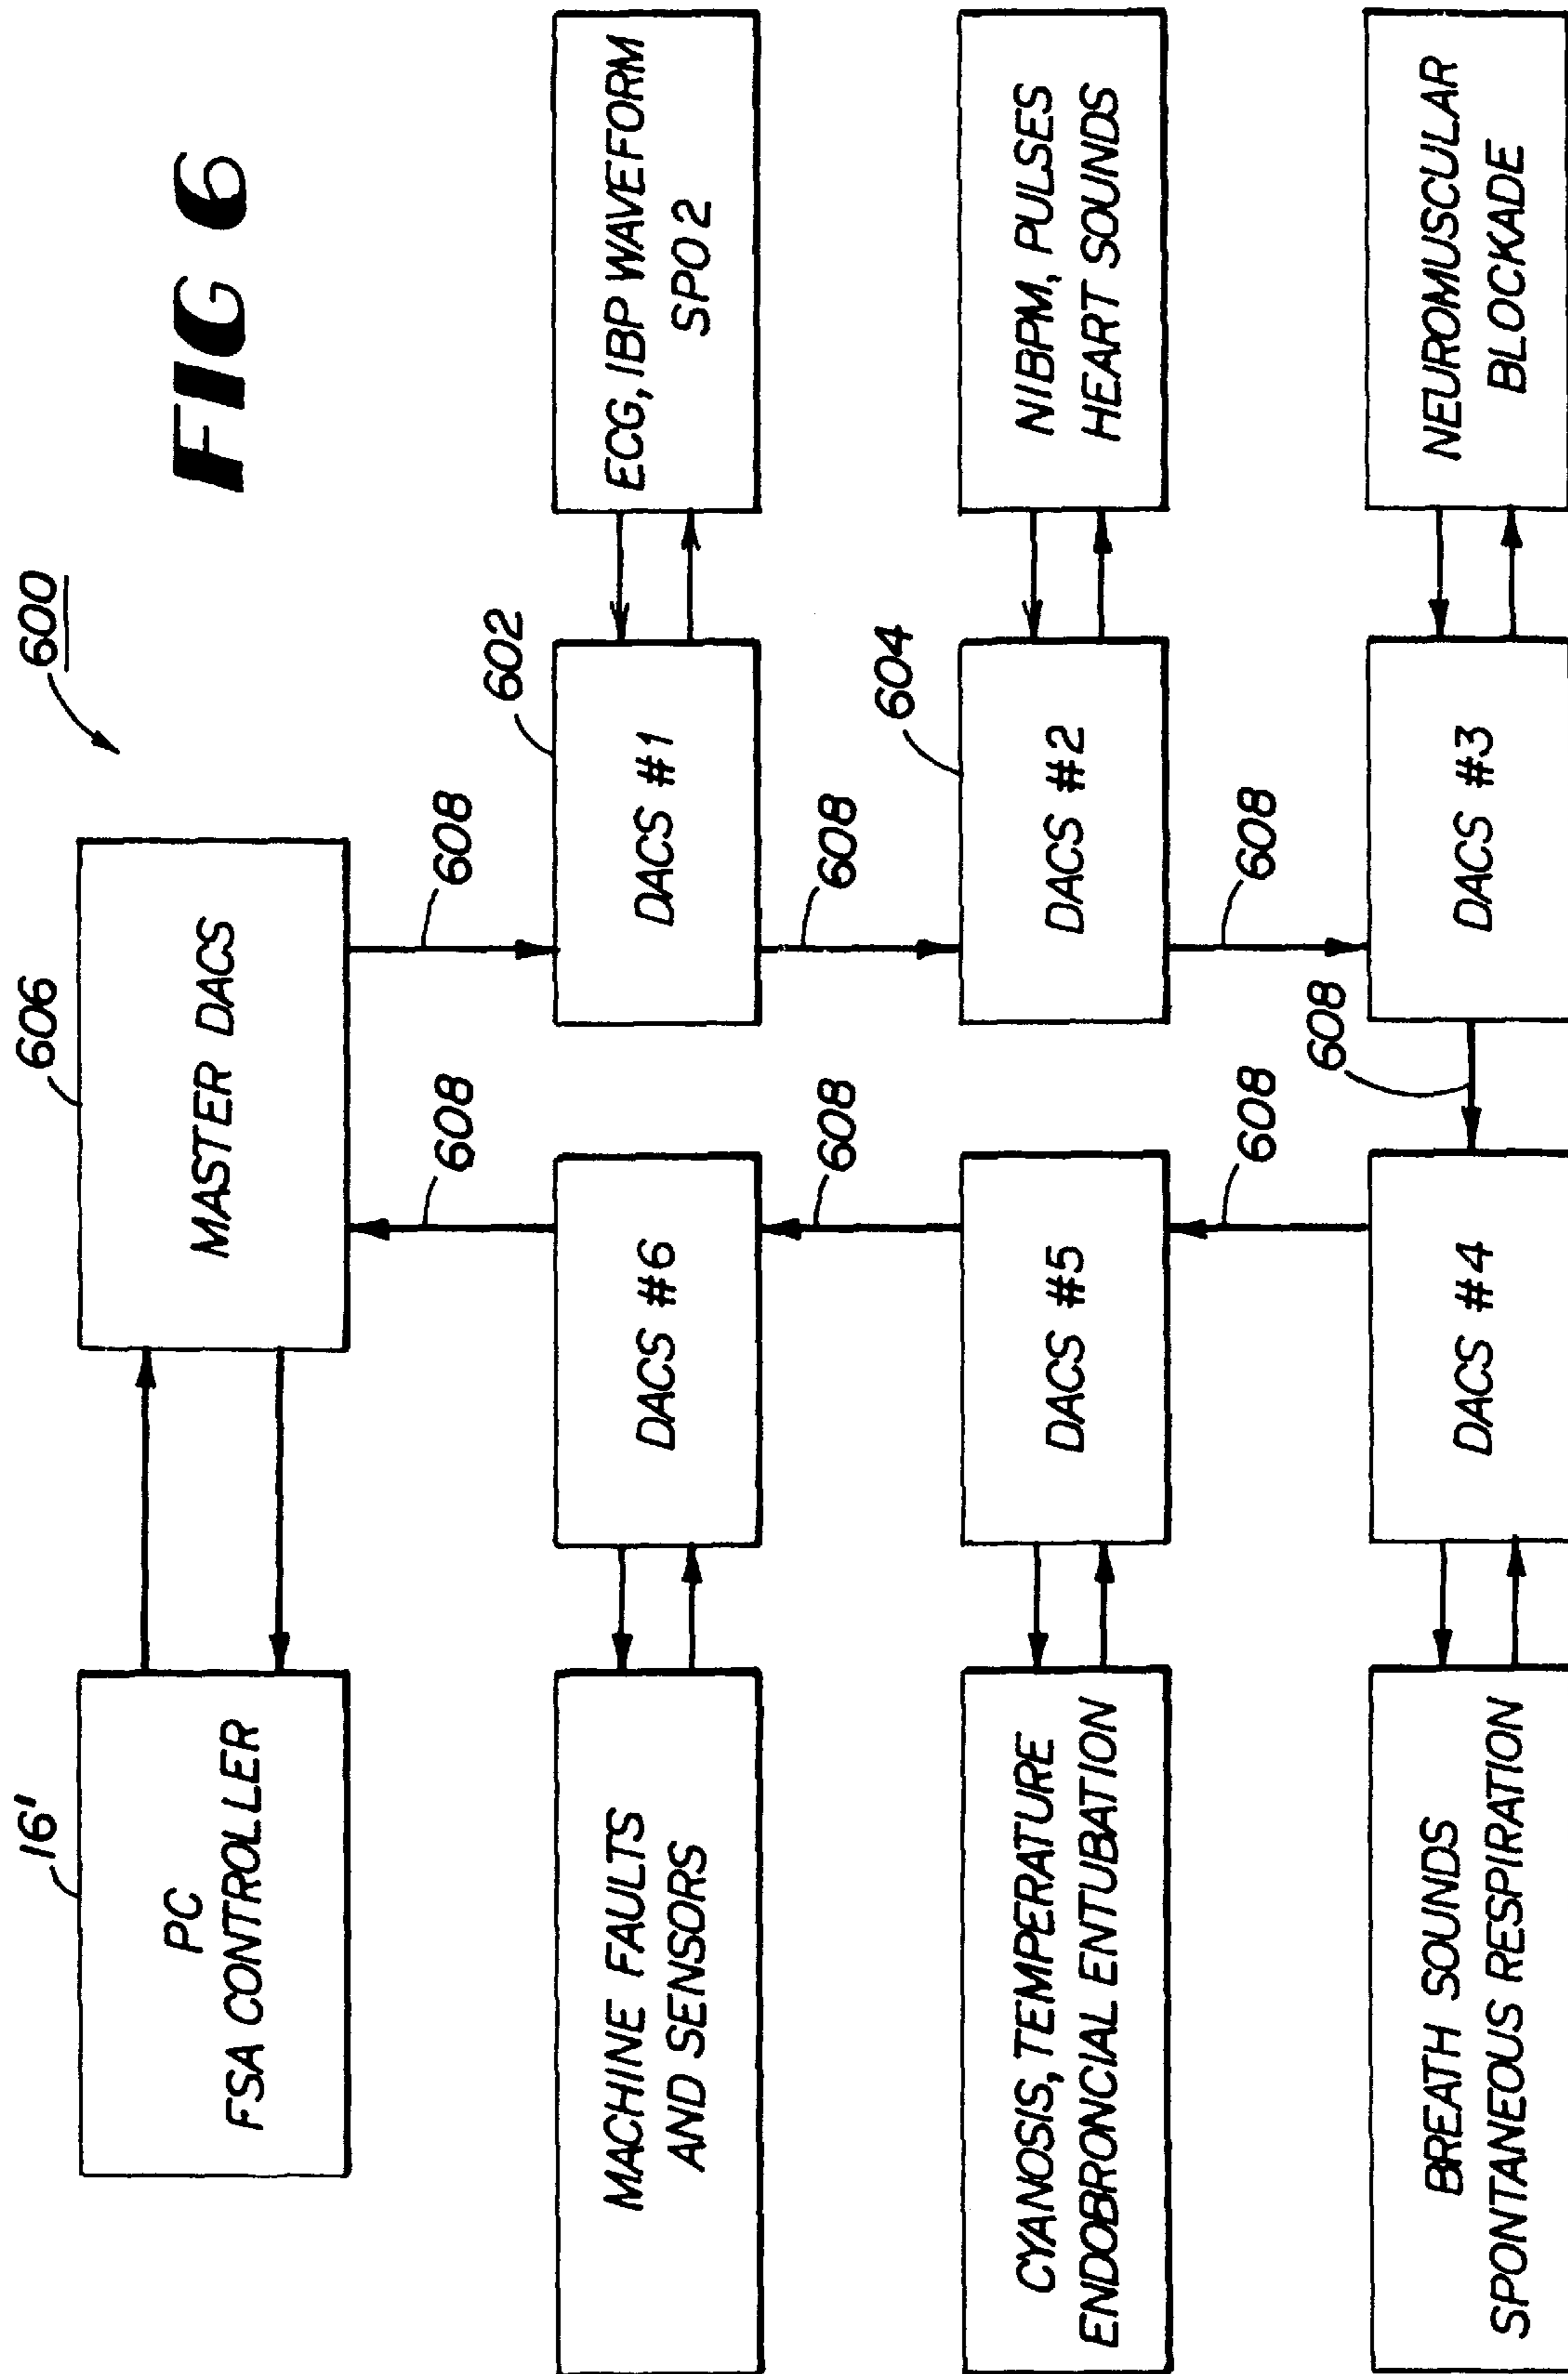 FIG 6
600
16'
606
PC
FSA CONTROLLER
MASTER DACS
608
608
602
MACHINE FAULTS
AND SENSORS
DACS #6
DACS #1
ECG, IBP WAVEFORM
SPO2
608
608
604
CYANOSIS, TEMPERATURE
ENDOBRONCIAL ENTUBATION
DACS #5
DACS #2
NIBPM, PULSES
HEART SOUNDS
608
608
608
BREATH SOUNDS
SPONTANEOUS RESPIRATION
DACS #4
DACS #3
NEUROMUSCULAR
BLOCKADE